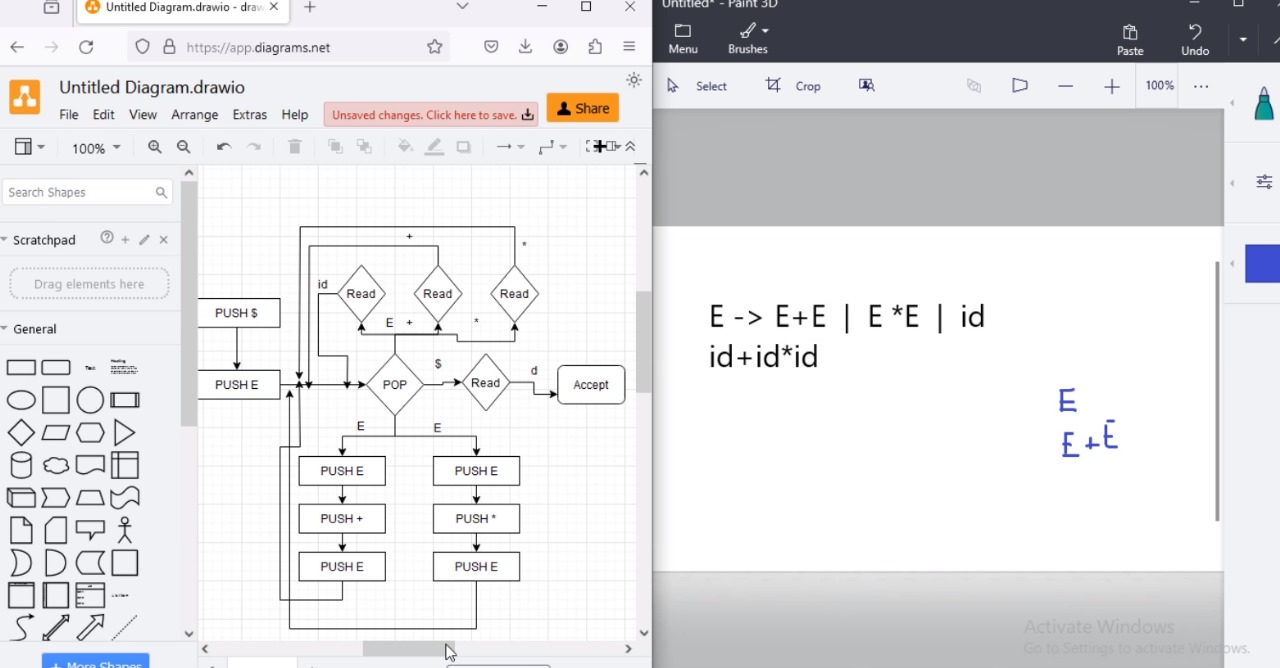 Untitled Diagram.drawio - draw
https://app.diagrams.net
Untitled Diagram.drawio
File Edit View Arrange Extras Help
Unsaved changes. Click here to save.
Share
100%
Search Shapes
Scratchpad
Drag elements here
General
Text
More Shapes
+
*
id
Read
Read
Read
E
+
*
PUSH $
PUSH E
POP
$
Read
d
Accept
E
E
PUSH E
PUSH E
PUSH +
PUSH *
PUSH E
PUSH E
Untitled* - Paint 3D
Menu
Brushes
Paste
Undo
Select
Crop
100%
E -> E+E | E *E | id
id+id*id
E
E+E
Activate Windows
Go to Settings to activate Windows.